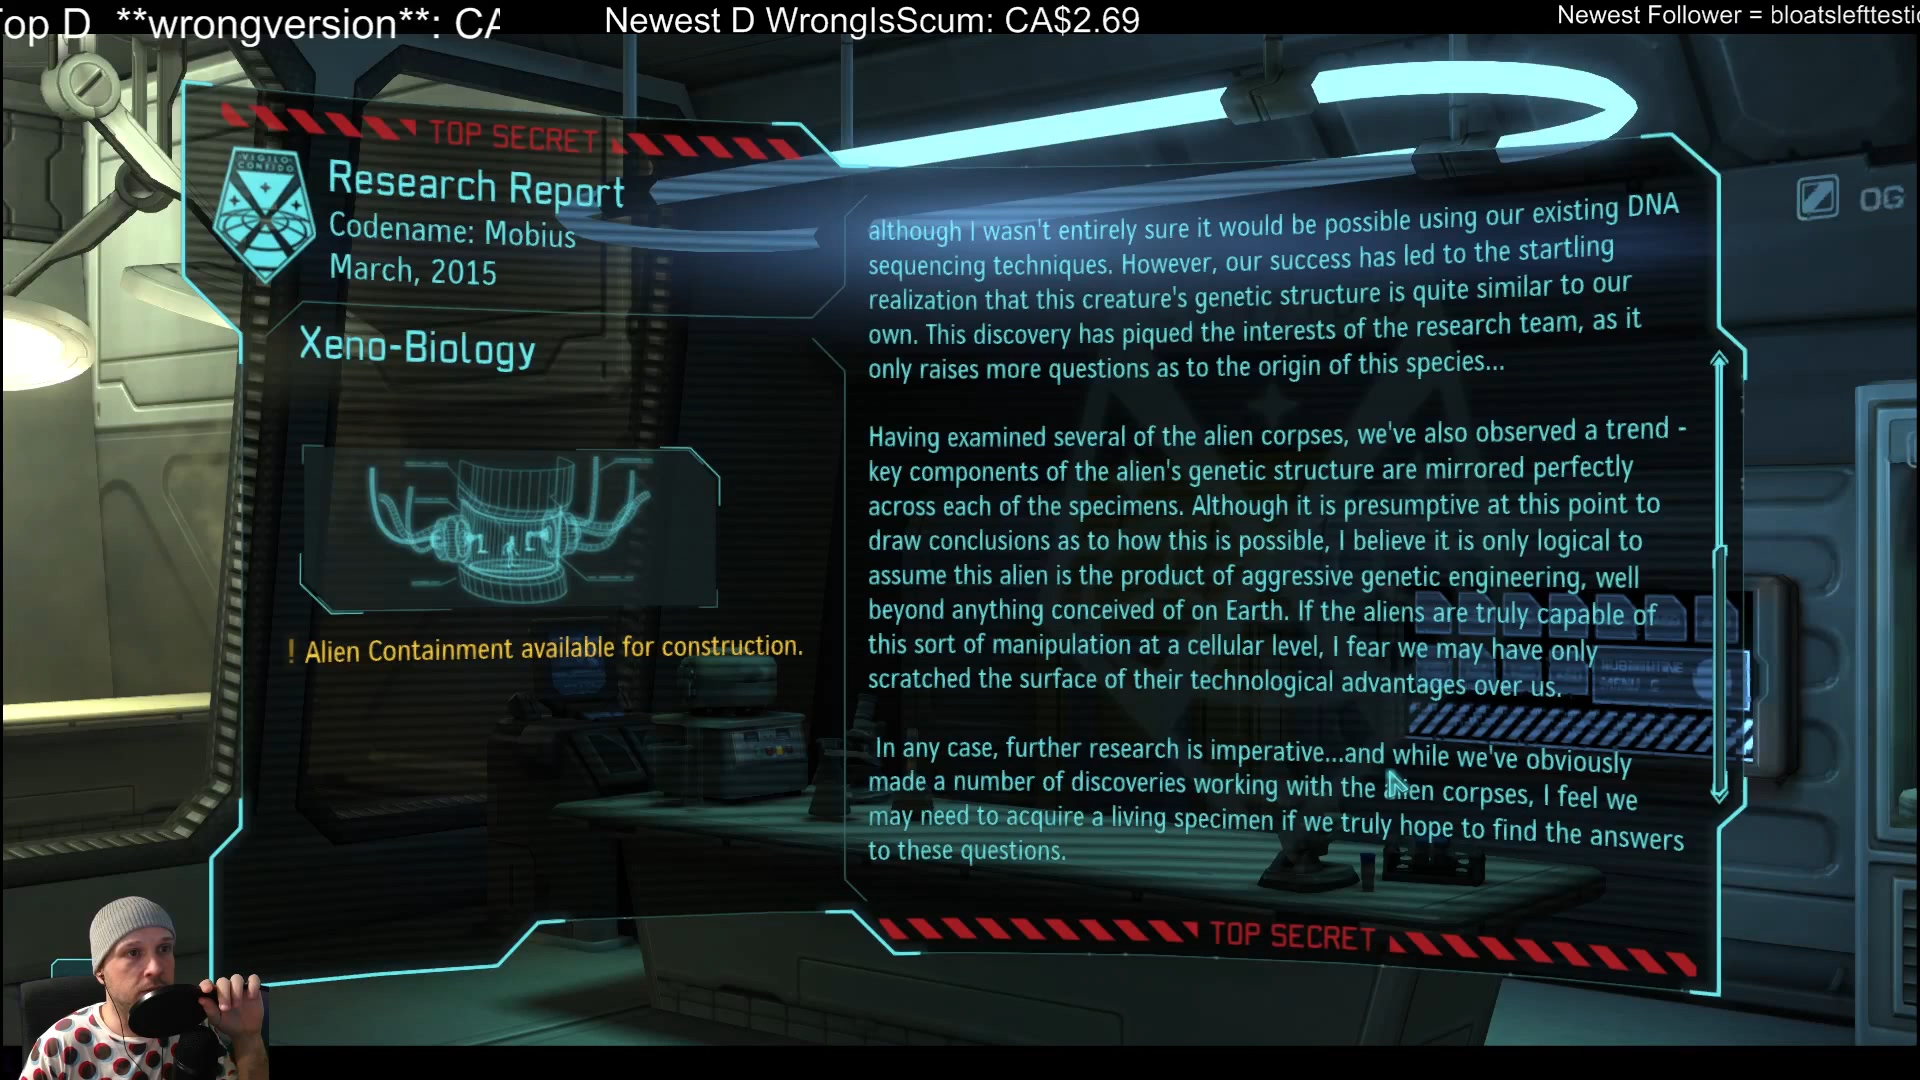 op D **wrongversion**: CA
Newest D WrongIsScum: CA$2.69
Newest Follower = bloatslefttestic
TOP SECRET
VIGILO
CONFIDO
Research Report
Codename: Mobius
March, 2015
Xeno-Biology
! Alien Containment available for construction.
although I wasn't entirely sure it would be possible using our existing DNA
sequencing techniques. However, our success has led to the startling
realization that this creature's genetic structure is quite similar to our
own. This discovery has piqued the interests of the research team, as it
only raises more questions as to the origin of this species...
Having examined several of the alien corpses, we've also observed a trend -
key components of the alien's genetic structure are mirrored perfectly
across each of the specimens. Although it is presumptive at this point to
draw conclusions as to how this is possible, I believe it is only logical to
assume this alien is the product of aggressive genetic engineering, well
beyond anything conceived of on Earth. If the aliens are truly capable of
this sort of manipulation at a cellular level, I fear we may have only
scratched the surface of their technological advantages over us.
In any case, further research is imperative...and while we've obviously
made a number of discoveries working with the alien corpses, I feel we
may need to acquire a living specimen if we truly hope to find the answers
to these questions.
TOP SECRET
OG